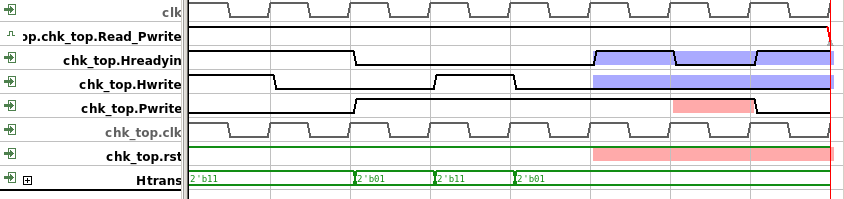 clk
ɔp.chk_top.Read_Pwrite
chk_top.Hreadyin
chk_top.Hwrite
chk_top.Pwrite
chk_top.clk
chk_top.rst
Htrans 2'b11 2'b01 2'b11 2'b01